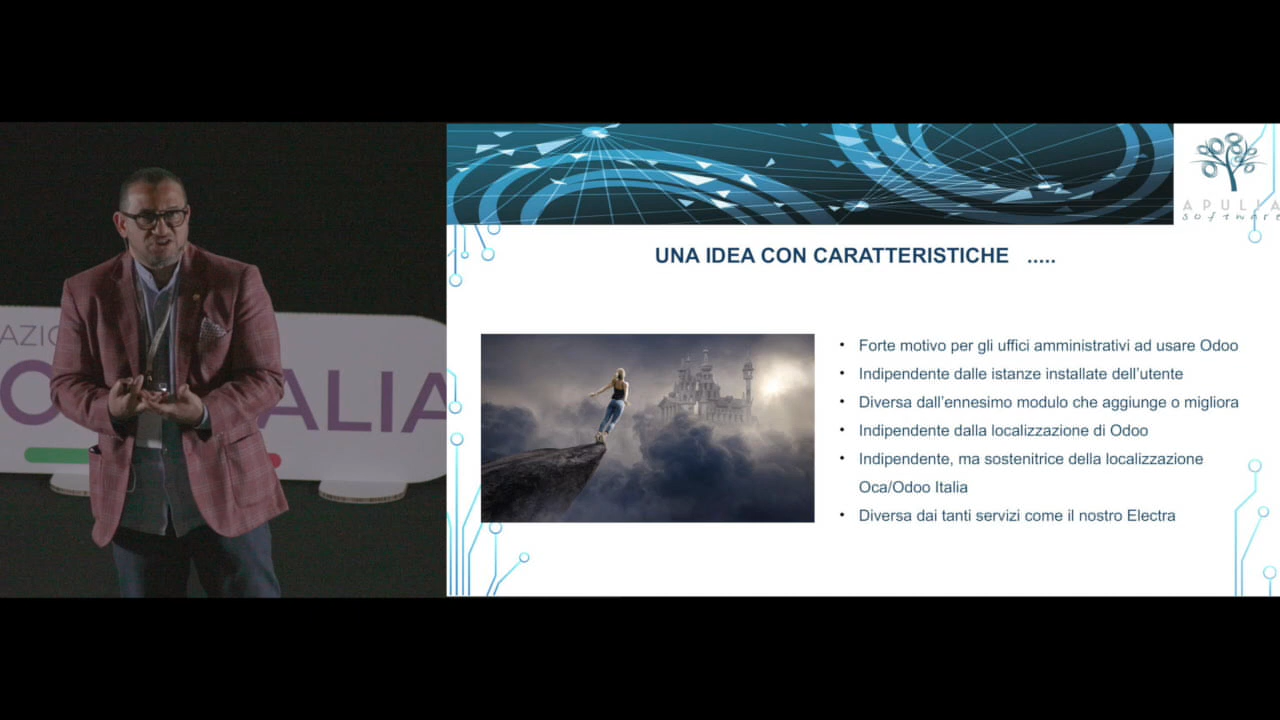 AZIO
O
ALIA
APULIA
software
UNA IDEA CON CARATTERISTICHE .....
• Forte motivo per gli uffici amministrativi ad usare Odoo
• Indipendente dalle istanze installate dell'utente
• Diversa dall'ennesimo modulo che aggiunge o migliora
• Indipendente dalla localizzazione di Odoo
• Indipendente, ma sostenitrice della localizzazione
Oca/Odoo Italia
• Diversa dai tanti servizi come il nostro Electra